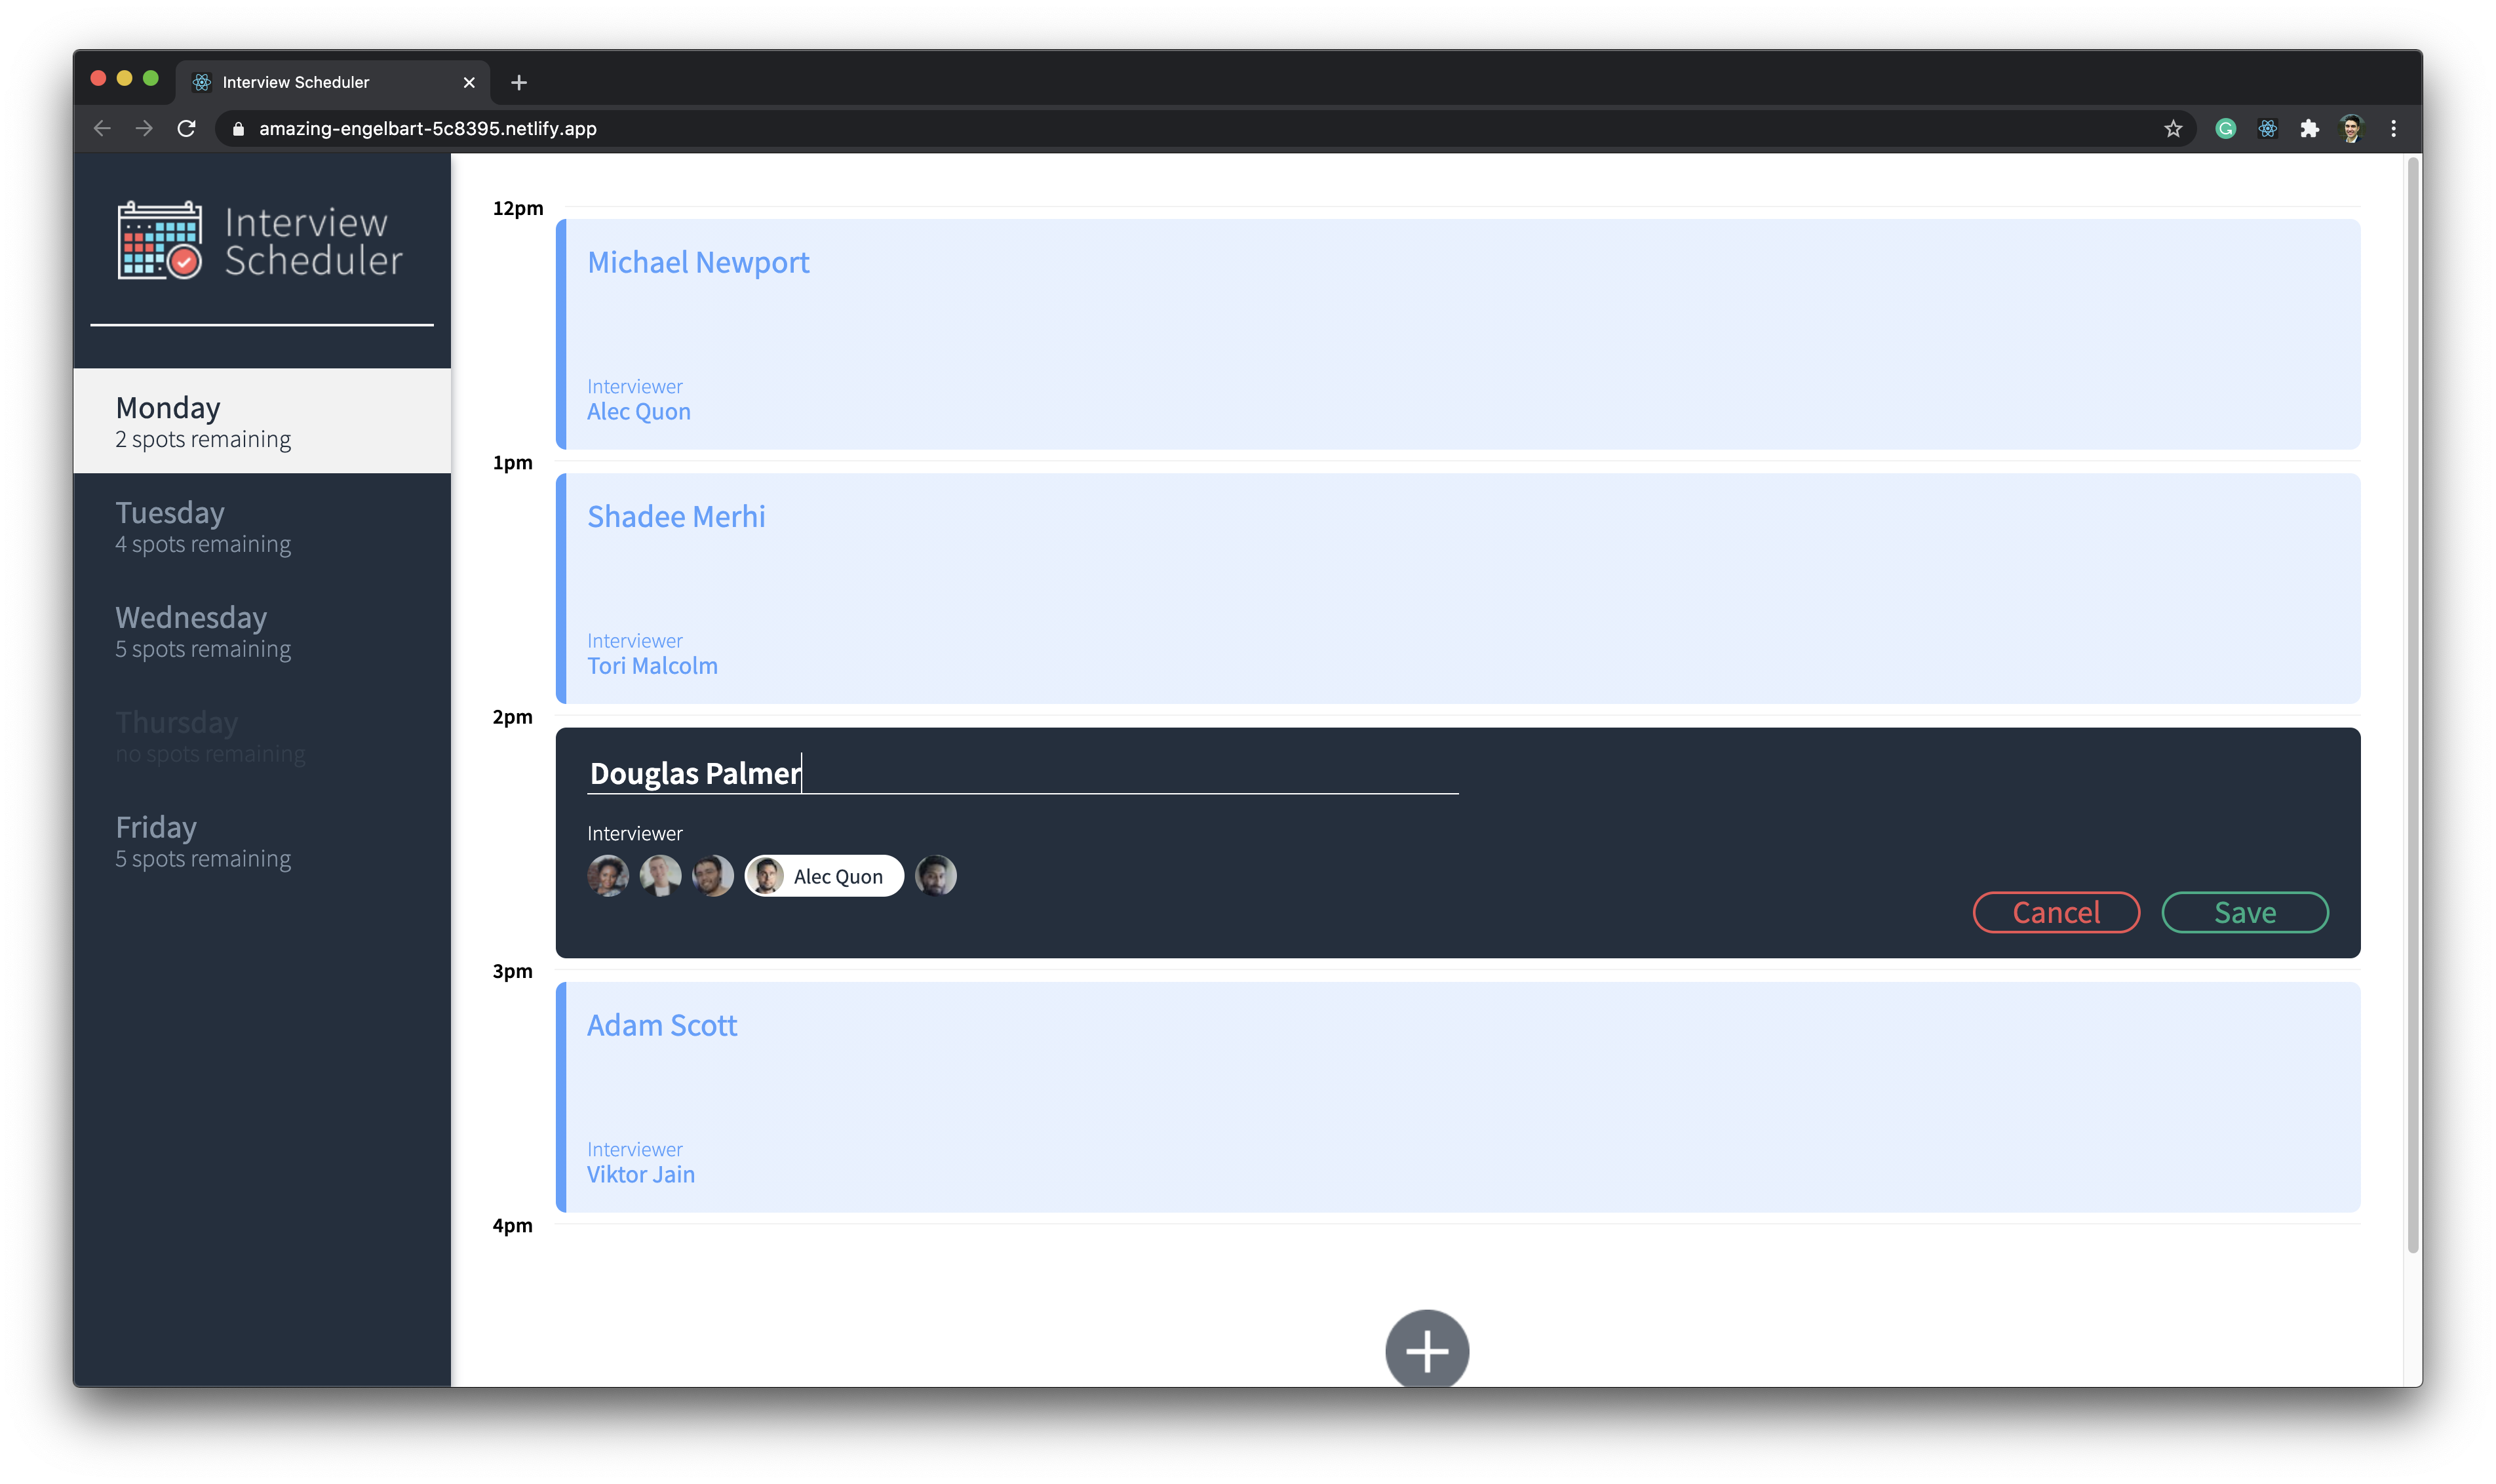 Interview Scheduler
amazing-engelbart-5c8395.netlify.app
Interview
Scheduler
Monday
2 spots remaining
Tuesday
4 spots remaining
Wednesday
5 spots remaining
Thursday
no spots remaining
Friday
5 spots remaining
12pm
Michael Newport
Interviewer
Alec Quon
1pm
Shadee Merhi
Interviewer
Tori Malcolm
2pm
Douglas Palmer
Interviewer
Alec Quon
Cancel Save
3pm
Adam Scott
Interviewer
Viktor Jain
4pm